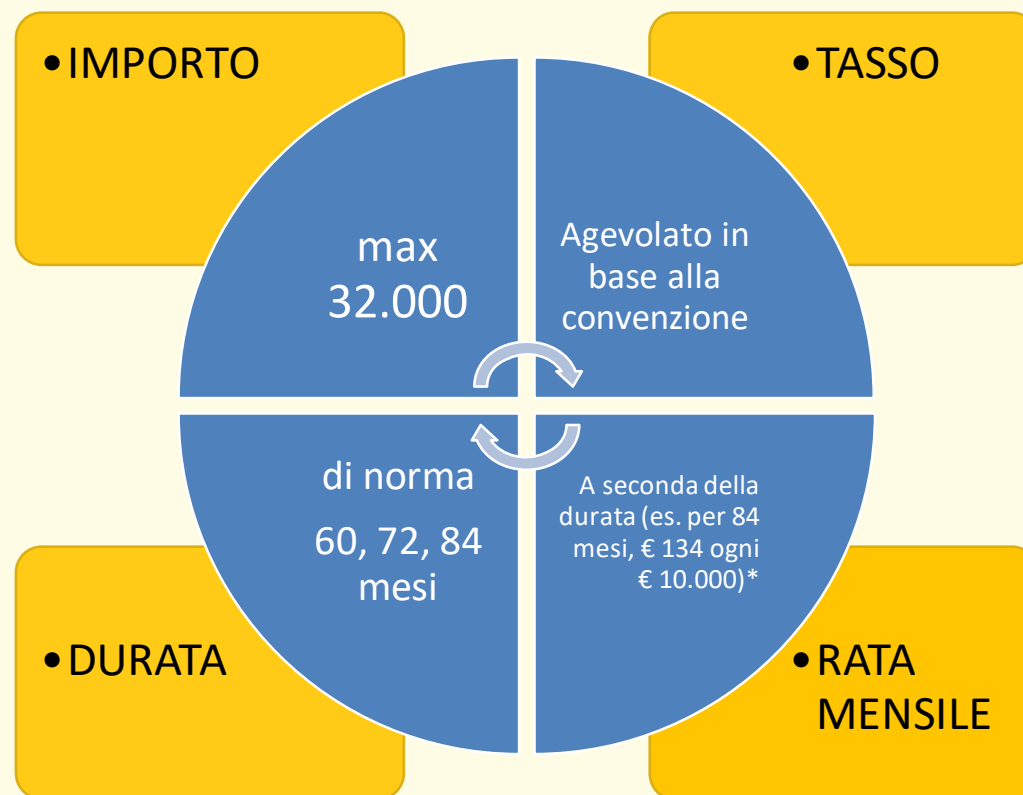 •IMPORTO
max
32.000
•TASSO
Agevolato in
base alla
convenzione
di norma
60, 72, 84
mesi
•DURATA
A seconda della
durata (es. per 84
mesi, € 134 ogni
€ 10.000)*
•RATA
MENSILE